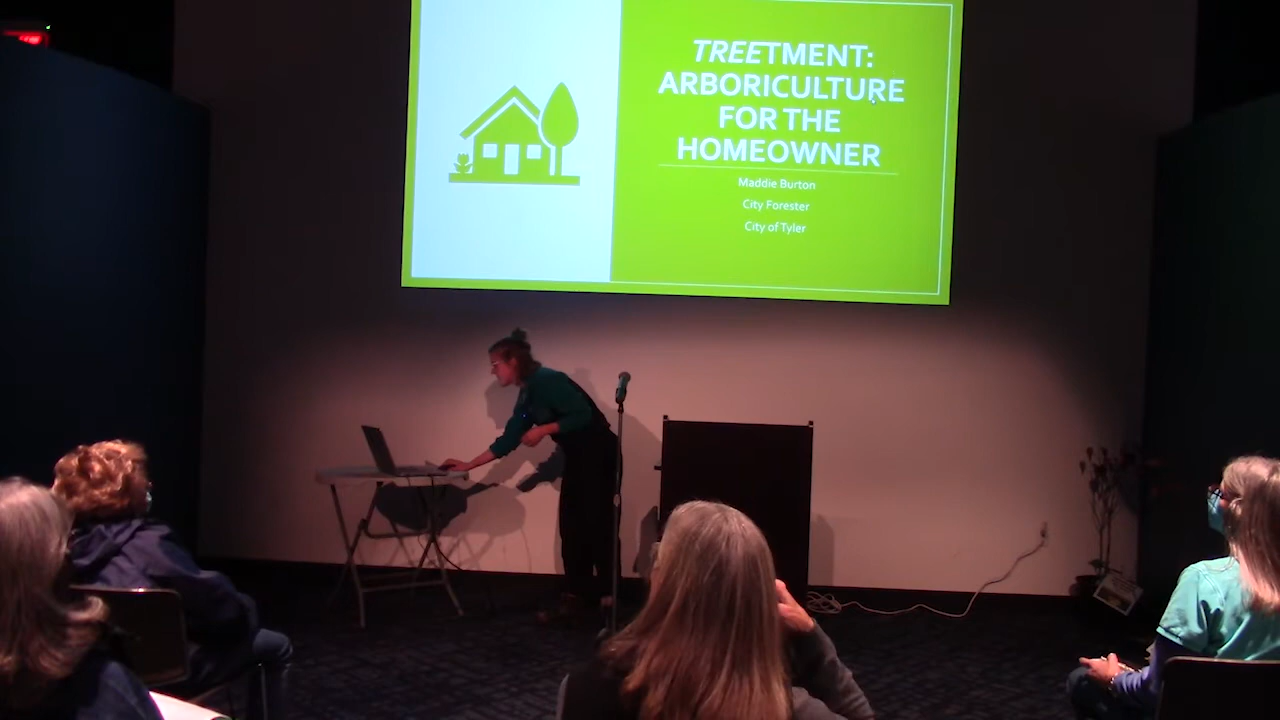 TREETMENT:
ARBORICULTURE
FOR THE
HOMEOWNER
Maddie Burton
City Forester
City of Tyler